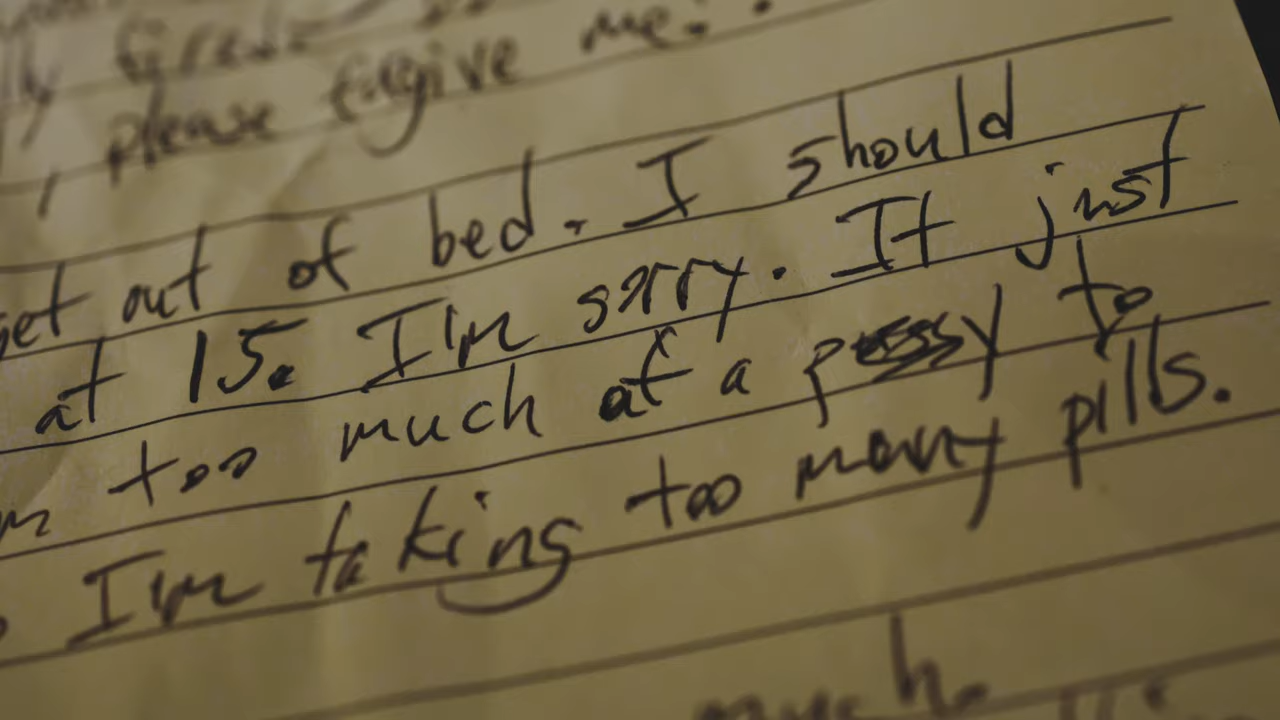 please forgive me.
get out of bed. I should
at 15. I'm sorry. It just
too much at a pussy to
I'm taking too many pills.
much.